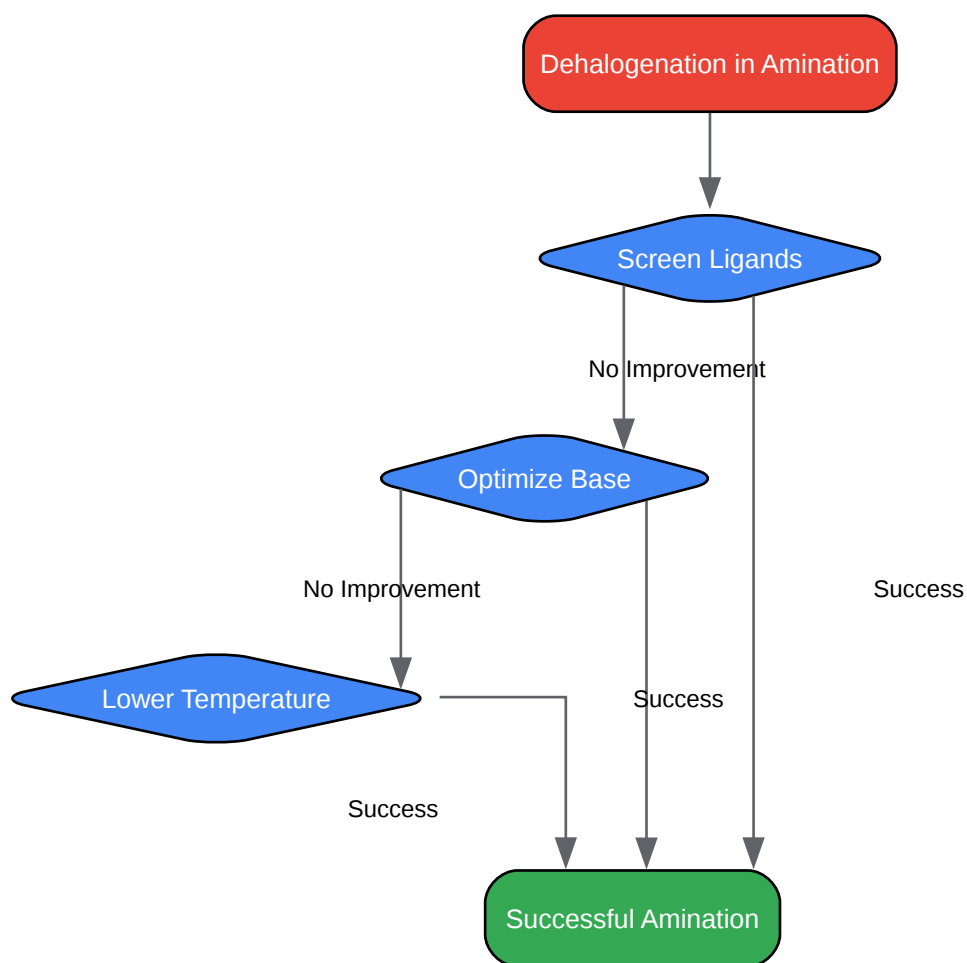 Dehalogenation in Amination
Screen Ligands
No Improvement
Optimize Base
No Improvement
Success
Lower Temperature
Success
Success
Successful Amination